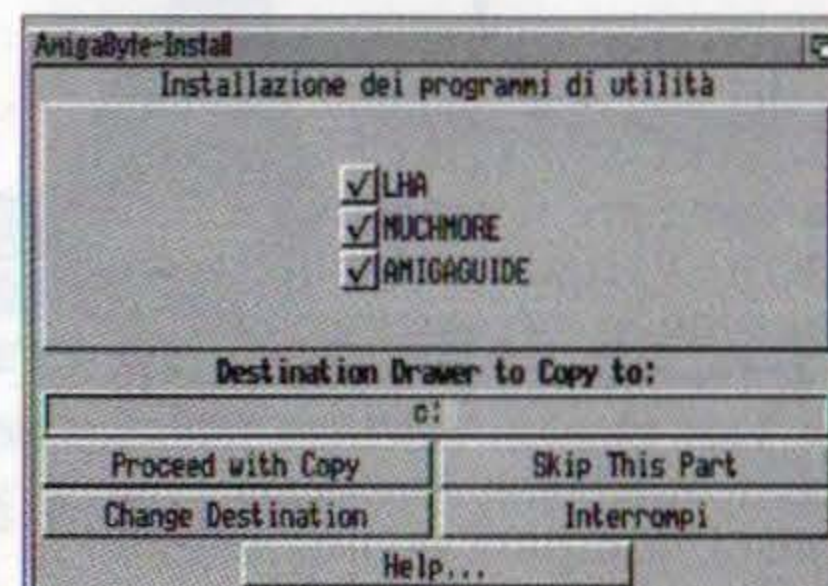 AmigaByte-Install
Installazione dei programmi di utilità
LHA
MUCHMORE
AMIGAGUIDE
Destination Drawer to Copy to:
c:
Proceed with Copy
Skip This Part
Change Destination
Interrompi
Help...